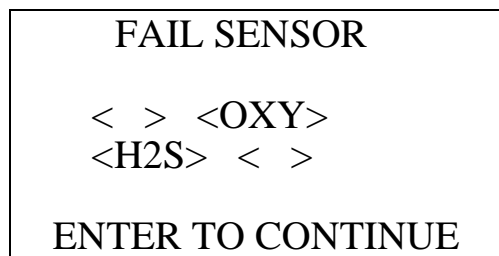 FAIL SENSOR
< > <OXY>
<H2S> < >
ENTER TO CONTINUE